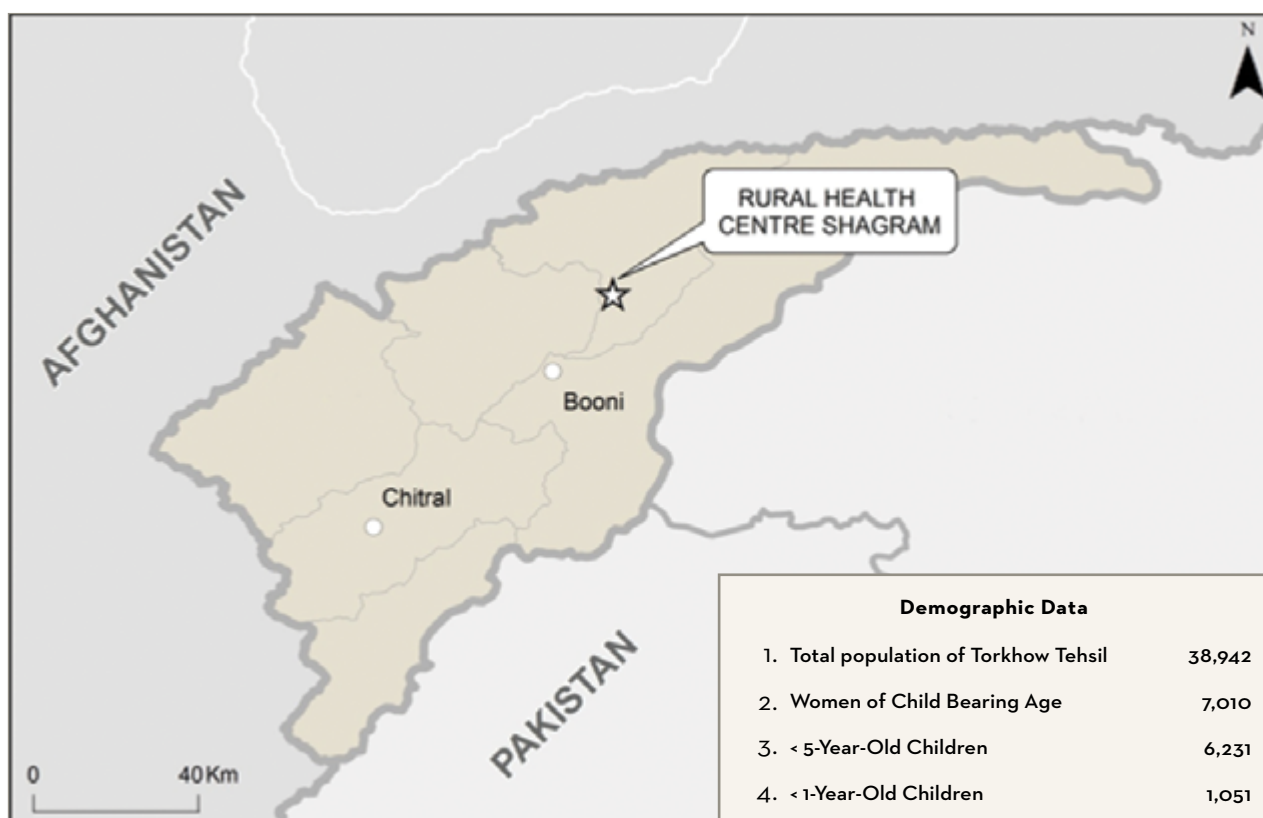 N
RURAL HEALTH
CENTRE SHAGRAM
AFGHANISTAN
Booni
Chitral
PAKISTAN
0 40Km
Demographic Data
1. Total population of Torkhow Tehsil 38,942
2. Women of Child Bearing Age 7,010
3. < 5-Year-Old Children 6,231
4. < 1-Year-Old Children 1,051